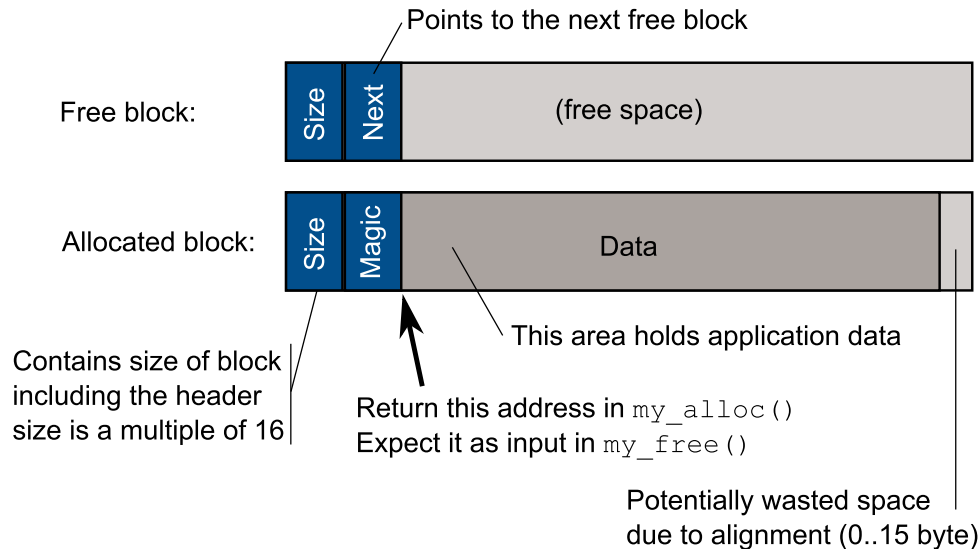 Points to the next free block
Free block:
Size
Next
(free space)
Allocated block:
Size
Magic
Data
This area holds application data
Contains size of block
including the header
size is a multiple of 16
Return this address in my_alloc()
Expect it as input in my_free()
Potentially wasted space
due to alignment (0..15 byte)